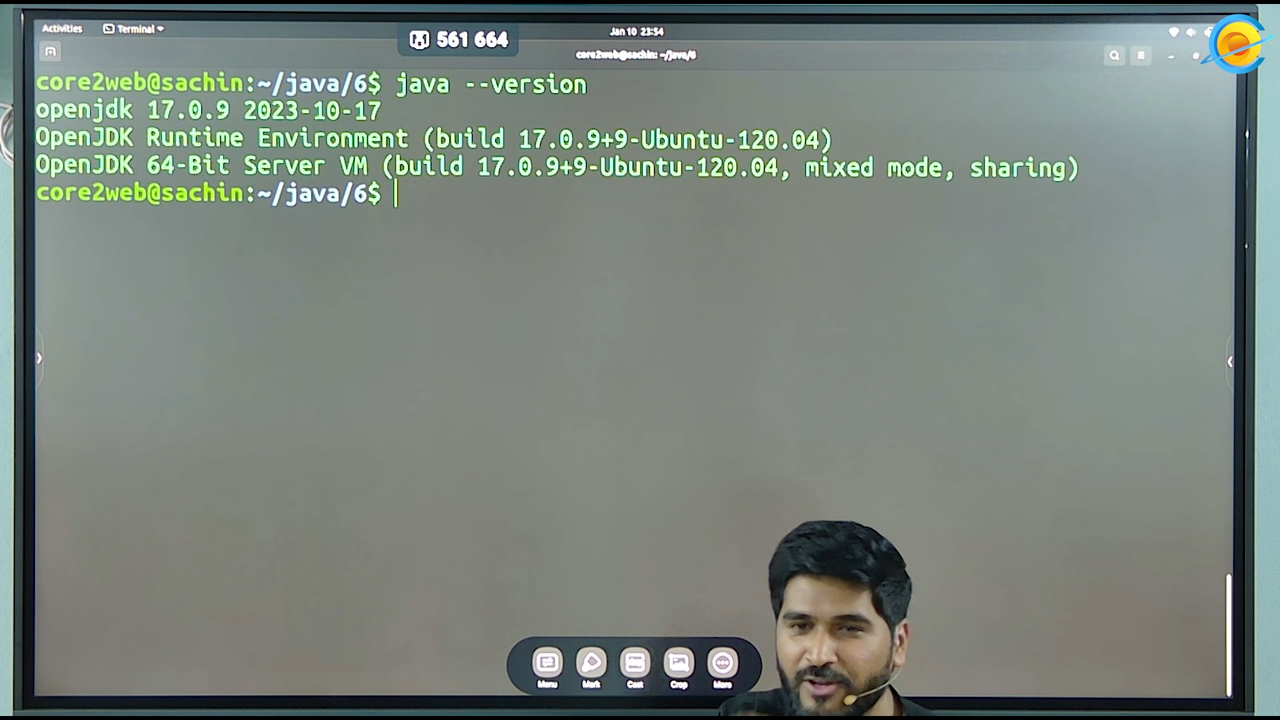 Activities
Terminal
Jan 10 23:54
561 664
core2web@sachin: ~/java/6
core2web@sachin:~/java/6$ java --version
openjdk 17.0.9 2023-10-17
OpenJDK Runtime Environment (build 17.0.9+9-Ubuntu-120.04)
OpenJDK 64-Bit Server VM (build 17.0.9+9-Ubuntu-120.04, mixed mode, sharing)
core2web@sachin:~/java/6$
Menu
Mark
Cast
Crop
More